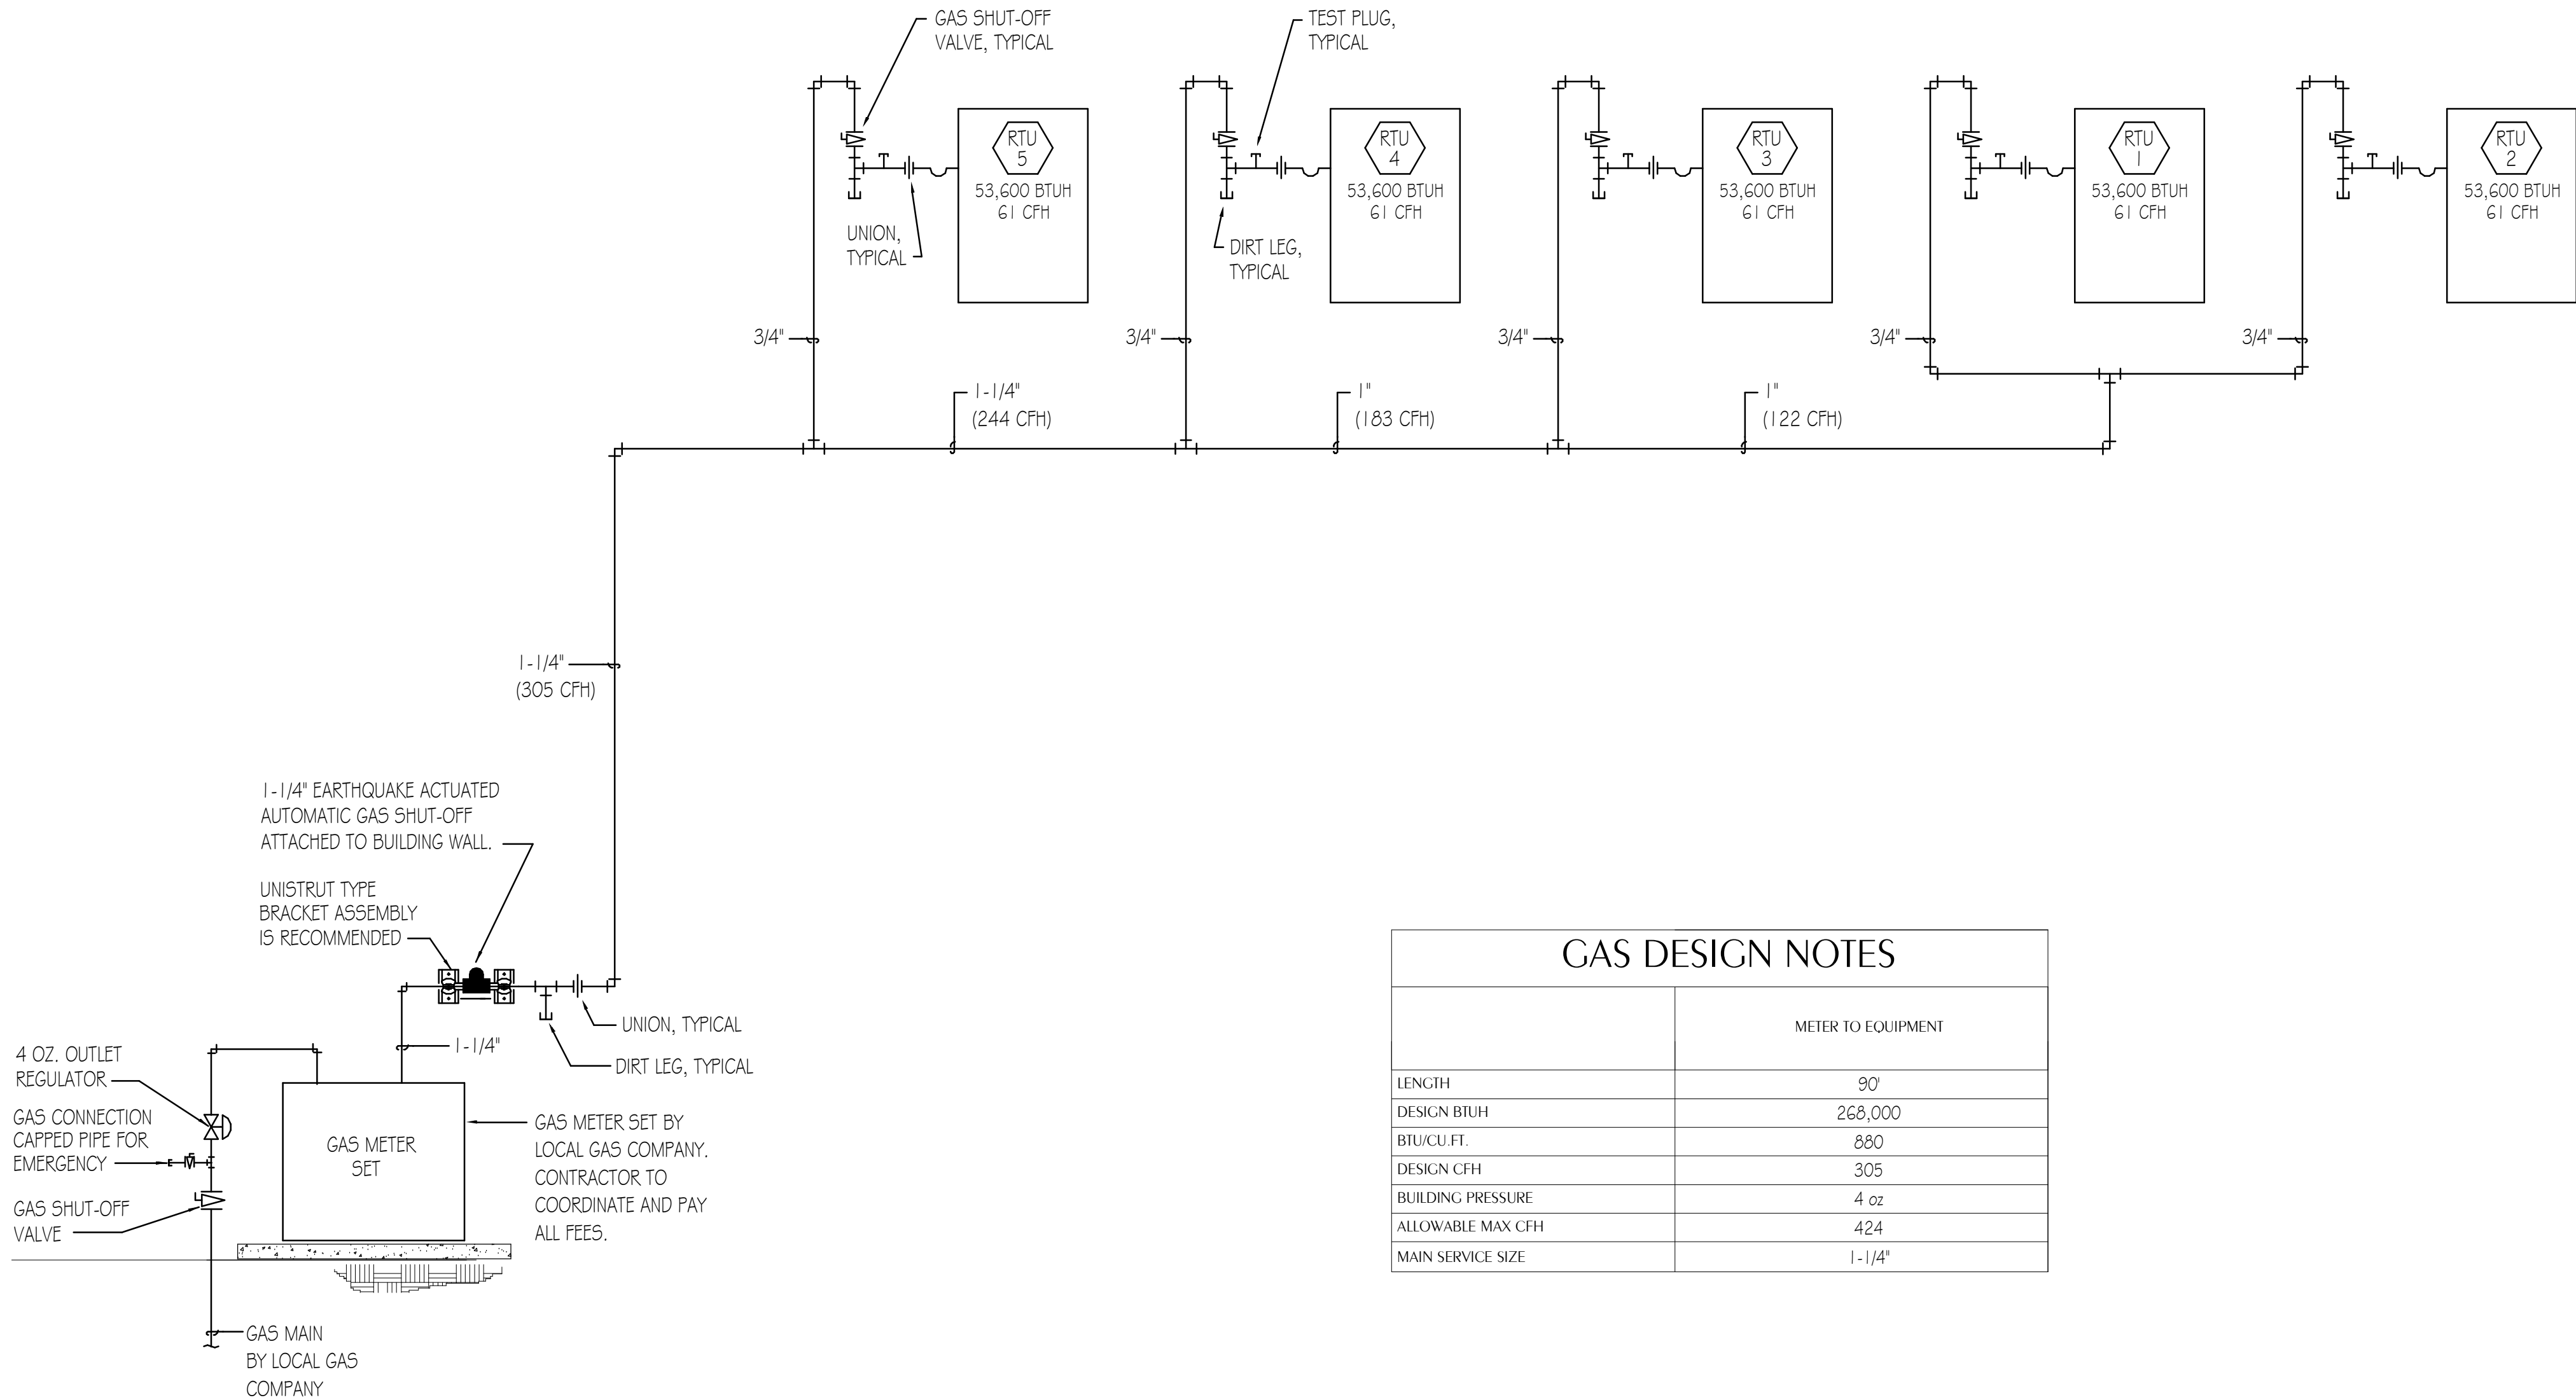 GAS SHUT-OFF
VALVE, TYPICAL
TEST PLUG,
TYPICAL
RTU
5
53,600 BTUH
61 CFH
RTU
4
53,600 BTUH
61 CFH
RTU
3
53,600 BTUH
61 CFH
RTU
1
53,600 BTUH
61 CFH
RTU
2
53,600 BTUH
61 CFH
UNION,
TYPICAL
DIRT LEG,
TYPICAL
3/4"
3/4"
3/4"
3/4"
3/4"
1-1/4"
(244 CFH)
1"
(183 CFH)
1"
(122 CFH)
1-1/4"
(305 CFH)
1-1/4" EARTHQUAKE ACTUATED
AUTOMATIC GAS SHUT-OFF
ATTACHED TO BUILDING WALL.
UNISTRUT TYPE
BRACKET ASSEMBLY
IS RECOMMENDED
UNION, TYPICAL
1-1/4"
DIRT LEG, TYPICAL
4 OZ. OUTLET
REGULATOR
GAS CONNECTION
CAPPED PIPE FOR
EMERGENCY
GAS SHUT-OFF
VALVE
GAS METER
SET
GAS METER SET BY
LOCAL GAS COMPANY.
CONTRACTOR TO
COORDINATE AND PAY
ALL FEES.
GAS MAIN
BY LOCAL GAS
COMPANY
GAS DESIGN NOTES
METER TO EQUIPMENT
LENGTH 90'
DESIGN BTUH 268,000
BTU/CU.FT. 880
DESIGN CFH 305
BUILDING PRESSURE 4 oz
ALLOWABLE MAX CFH 424
MAIN SERVICE SIZE 1-1/4"